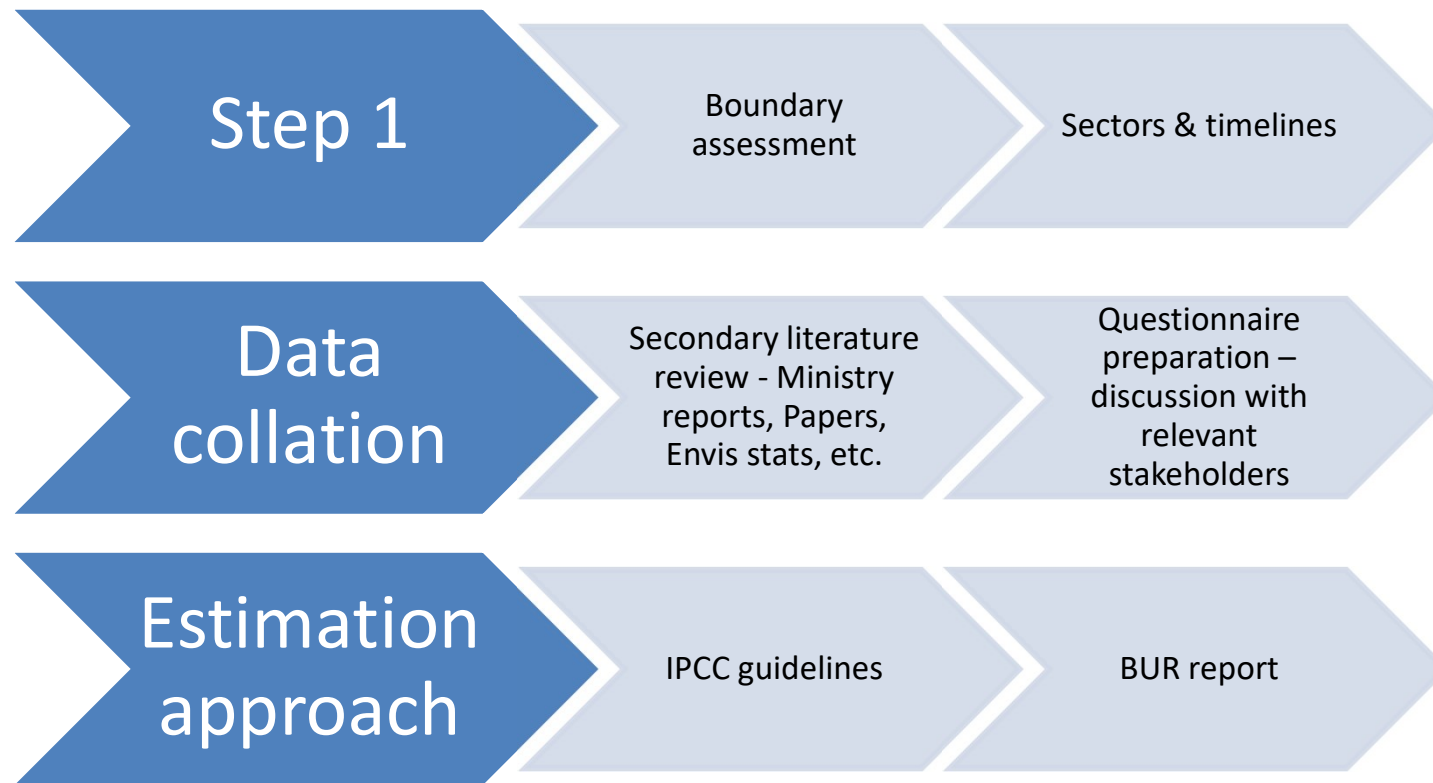 Step 1
Boundary
assessment
Sectors & timelines
Data
collation
Secondary literature
review - Ministry
reports, Papers,
Envis stats, etc.
Questionnaire
preparation –
discussion with
relevant
stakeholders
Estimation
approach
IPCC guidelines
BUR report